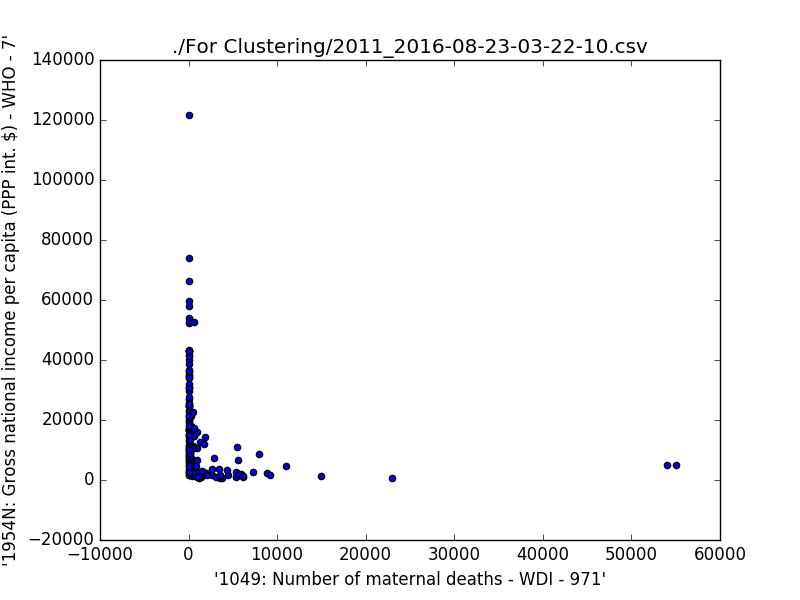 ./For Clustering/2011_2016-08-23-03-22-10.csv
'1954N: Gross national income per capita (PPP int. $) - WHO - 7'
140000
120000
100000
80000
60000
40000
20000
0
−20000
−10000 0 10000 20000 30000 40000 50000 60000
'1049: Number of maternal deaths - WDI - 971'